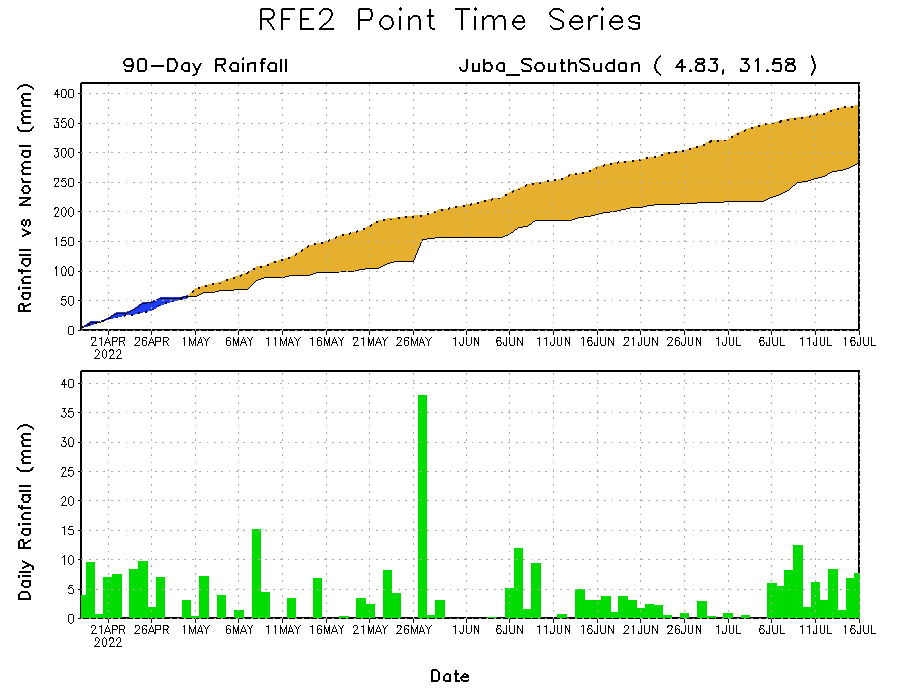 RFE2 Point Time Series
90-Day Rainfall
Juba_SouthSudan ( 4.83, 31.58 )
Rainfall vs Normal (mm)
400
350
300
250
200
150
100
50
0
21APR 26APR 1MAY 6MAY 11MAY 16MAY 21MAY 26MAY 1JUN 6JUN 11JUN 16JUN 21JUN 26JUN 1JUL 6JUL 11JUL 16JUL
2022
Daily Rainfall (mm)
40
35
30
25
20
15
10
5
0
21APR 26APR 1MAY 6MAY 11MAY 16MAY 21MAY 26MAY 1JUN 6JUN 11JUN 16JUN 21JUN 26JUN 1JUL 6JUL 11JUL 16JUL
2022
Date